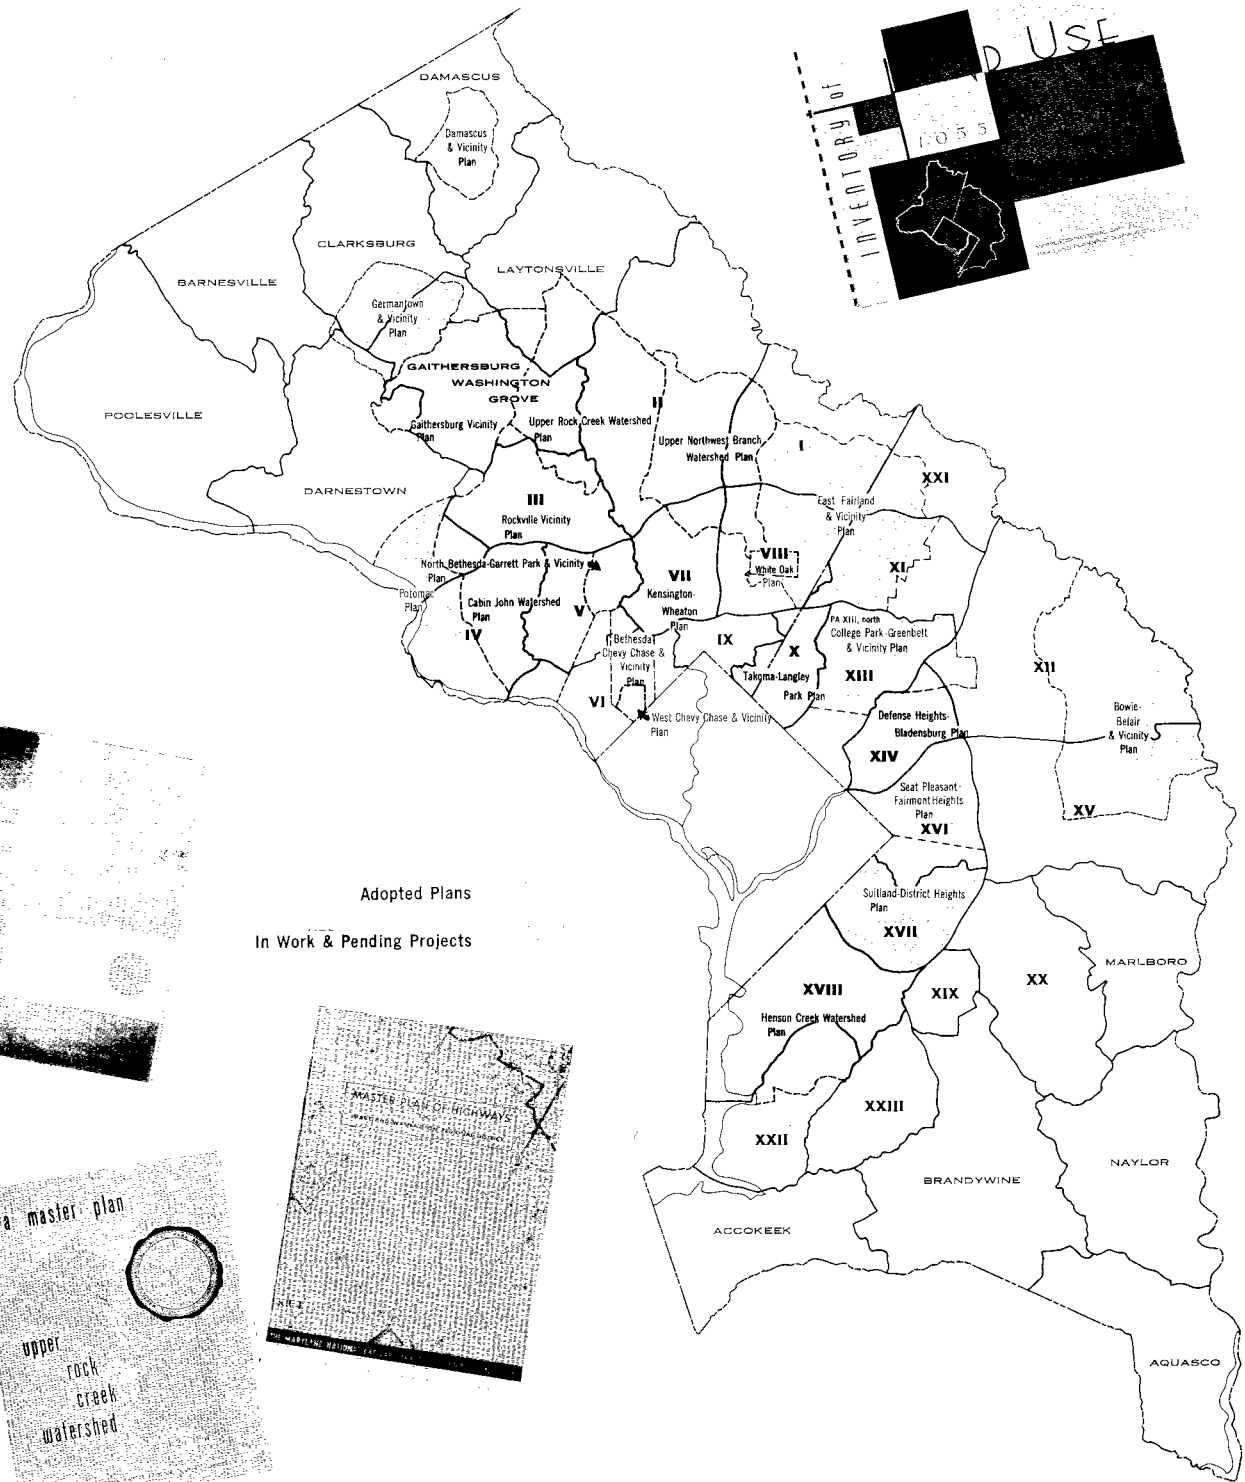 INVENTORY of
LAND USE
1955
DAMASCUS
Damascus
& Vicinity
Plan
CLARKSBURG
LAYTONSVILLE
BARNESVILLE
Germantown
& Vicinity
Plan
GAITHERSBURG
WASHINGTON
GROVE
POOLESVILLE
Gaithersburg Vicinity
Plan
Upper Rock Creek Watershed
Plan
II
Upper Northwest Branch
Watershed Plan
I
XXI
DARNESTOWN
III
Rockville Vicinity
Plan
East Fairland
& Vicinity
Plan
North Bethesda-Garrett Park & Vicinity
Plan
Potomac
Plan
Cabin John Watershed
Plan
IV
V
VII
Kensington-
Wheaton
Plan
VIII
White Oak
Plan
XI
Bethesda
Chevy Chase &
Vicinity
Plan
VI
IX
X
Takoma-Langley
Park Plan
PA XIII, north
College Park-Greenbelt
& Vicinity Plan
XIII
XII
West Chevy Chase & Vicinity
Plan
Defense Heights-
Bladensburg Plan
XIV
Bowie-
Belair
& Vicinity
Plan
Seat Pleasant-
Fairmont Heights
Plan
XVI
XV
Adopted Plans
In Work & Pending Projects
Suitland-District Heights
Plan
XVII
MARLBORO
XVIII
Henson Creek Watershed
Plan
XIX
XX
MASTER PLAN OF HIGHWAYS
XXIII
XXII
NAYLOR
BRANDYWINE
ACCOKEEK
AQUASCO
a master plan
upper
rock
creek
watershed
THE MARYLAND NATIONAL CAPITAL